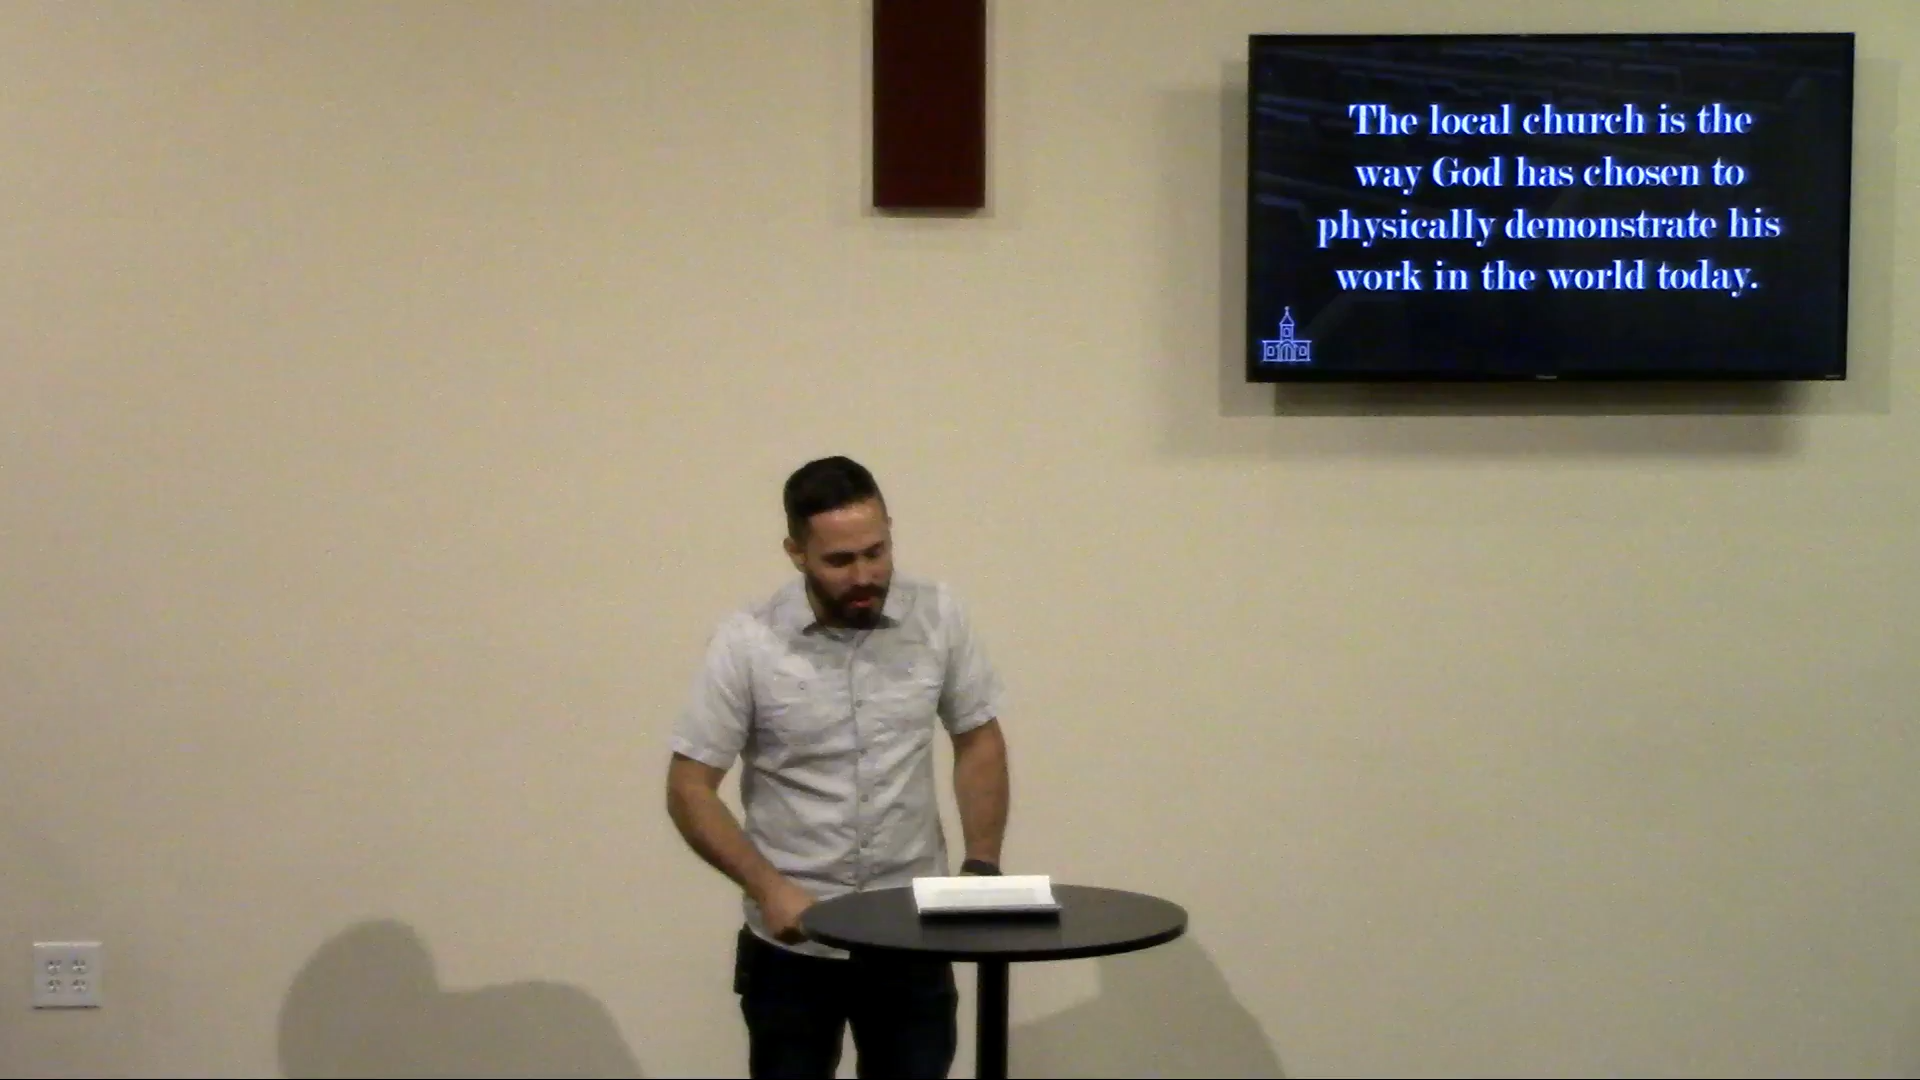 The local church is the
way God has chosen to
physically demonstrate his
work in the world today.